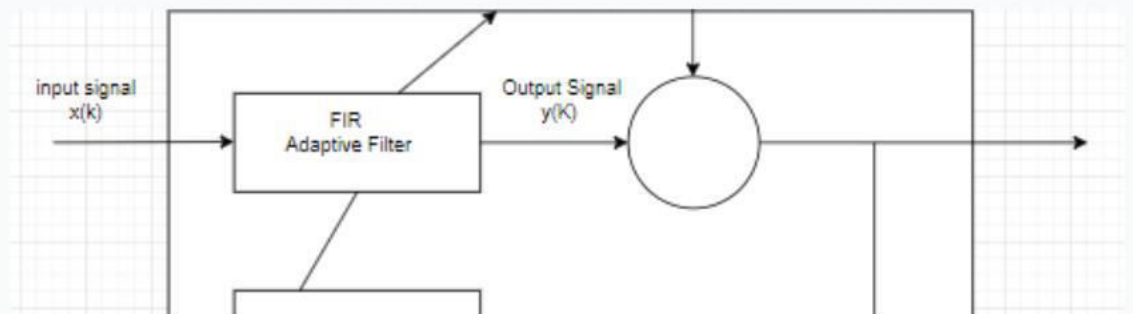 input signal
x(k)
FIR
Adaptive Filter
Output Signal
y(K)